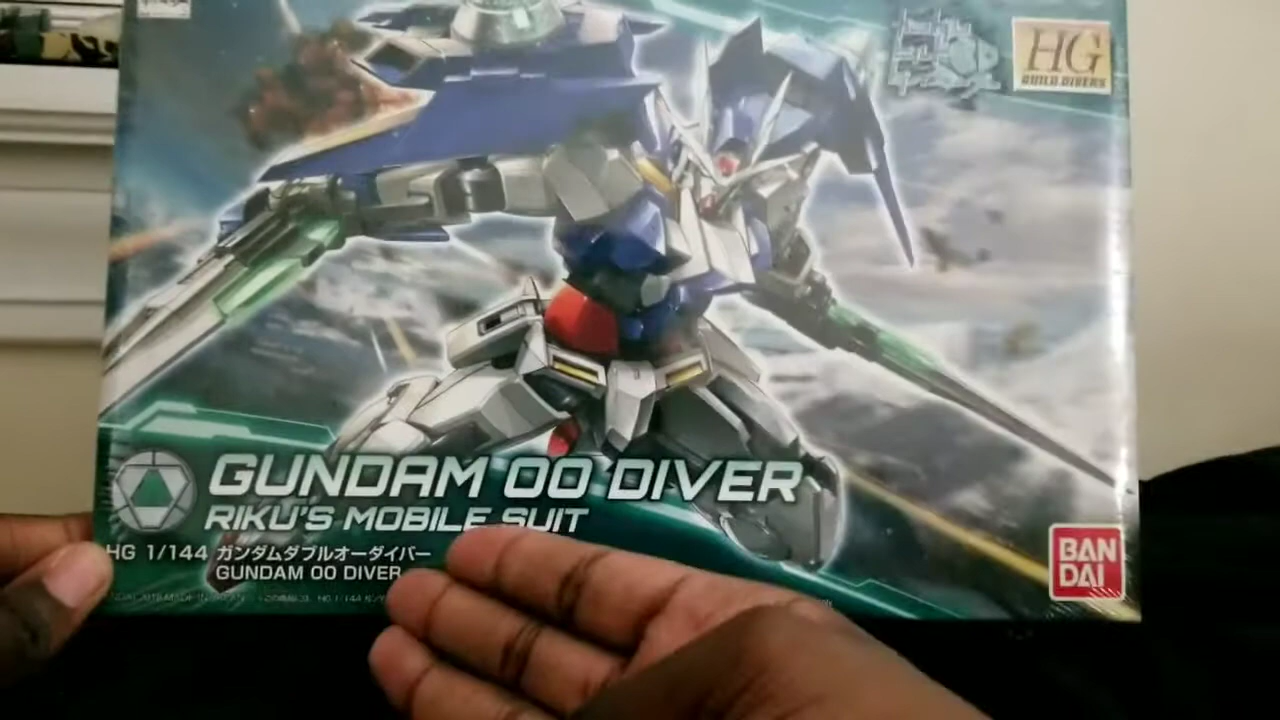 HG
BUILD DIVERS
GUNDAM 00 DIVER
RIKU'S MOBILE SUIT
HG 1/144 ガンダムダブルオーダイバー
GUNDAM 00 DIVER
BAN
DAI